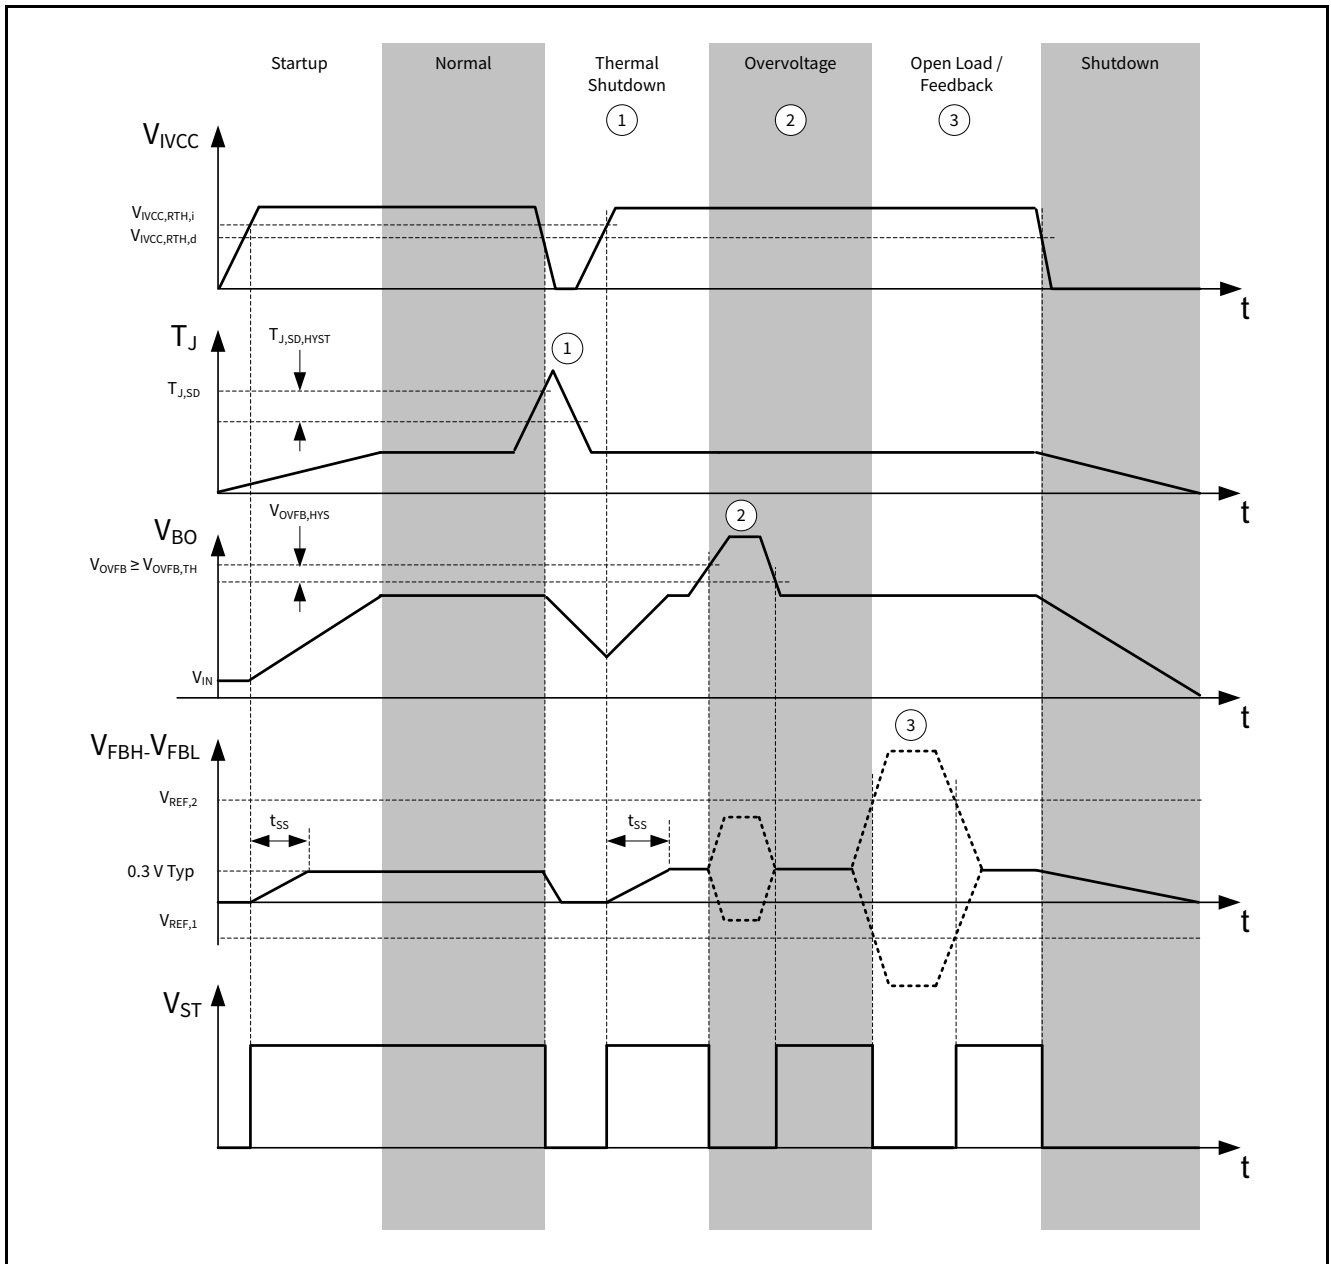 Startup
Normal
Thermal
Shutdown
1
Overvoltage
2
Open Load /
Feedback
3
Shutdown
VIVCC
VIVCC,RTH,i
VIVCC,RTH,d
t
TJ
TJ,SD,HYST
1
TJ,SD
t
VBO
VOVFB,HYS
2
VOVFB ≥ VOVFB,TH
VIN
t
VFBH-VFBL
3
VREF,2
tSS
tSS
0.3 V Typ
VREF,1
t
VST
t